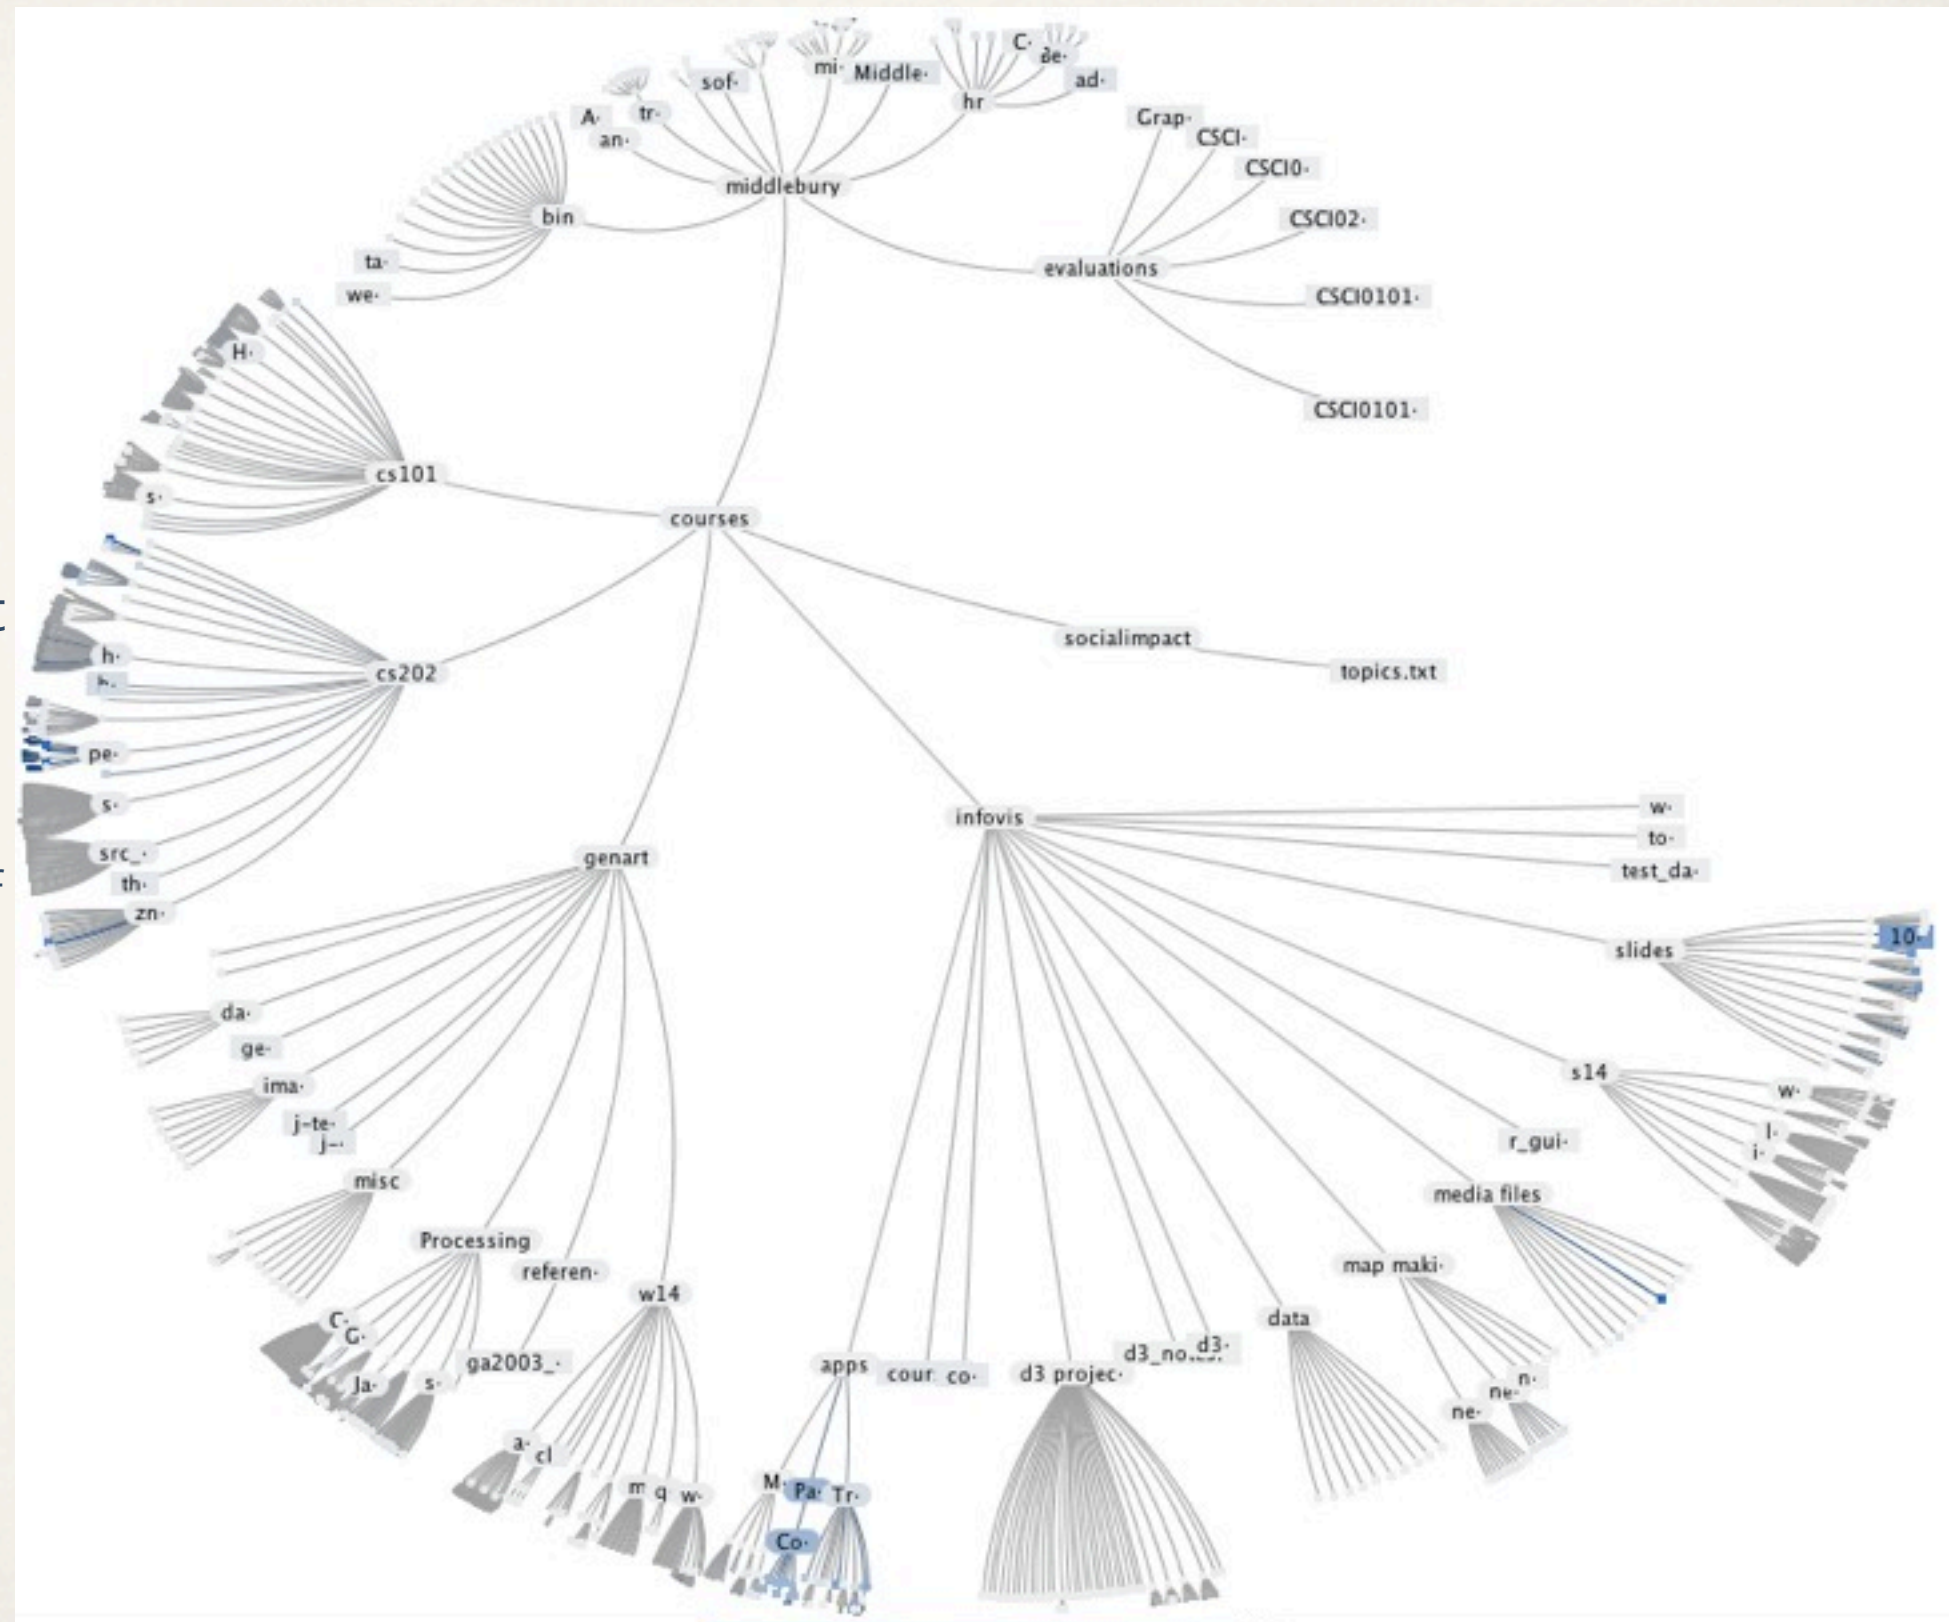 C·
mi·
Middle·
sof·
ad·
hr
A·
tr·
an·
Grap·
CSCI·
CSCI0·
middlebury
bin
CSCI02·
ta·
evaluations
we·
CSCI0101·
H·
CSCI0101·
cs101
s·
courses
socialimpact
h·
cs202
topics.txt
pe·
s·
w·
infovis
to·
src_·
genart
test_da·
th·
zn·
10·
slides
da·
ge·
s14
ima·
w·
j-te·
l·
j-·
r_gui·
i·
misc
media files
Processing
referen·
map maki·
w14
C·
data
G·
d3·
ga2003_·
apps
cour
co·
d3 projec·
Ja·
s·
n·
ne·
ne·
a·
cl
M·
Pa·
Tr·
m
q
w·
Co·